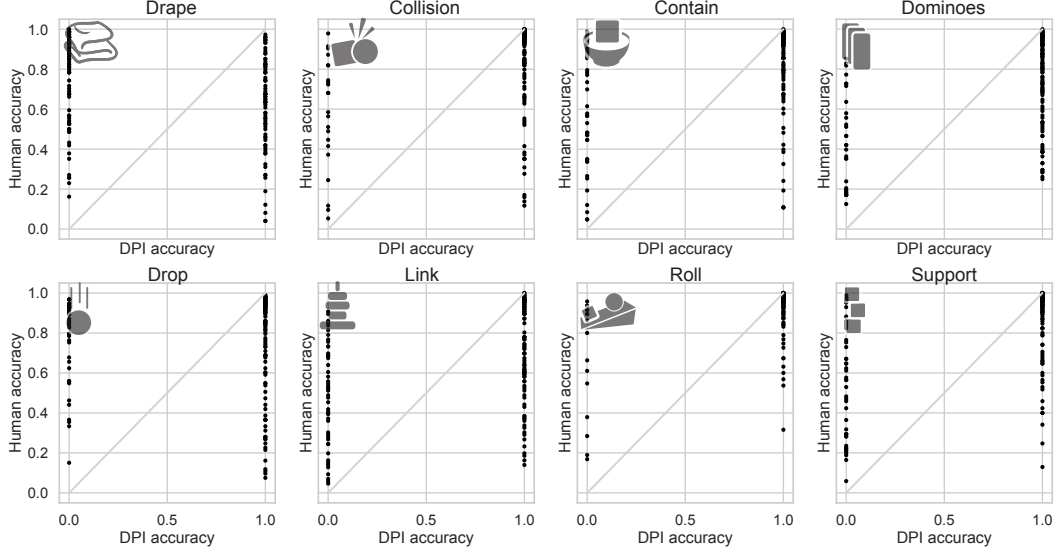 Drape
Collision
Contain
Dominoes
Human accuracy
1.0
0.8
0.6
0.4
0.2
0.0
DPI accuracy
Human accuracy
DPI accuracy
Human accuracy
DPI accuracy
Human accuracy
DPI accuracy
Drop
Link
Roll
Support
Human accuracy
1.0
0.8
0.6
0.4
0.2
0.0
0.0 0.5 1.0
DPI accuracy
Human accuracy
0.0 0.5 1.0
DPI accuracy
Human accuracy
0.0 0.5 1.0
DPI accuracy
Human accuracy
0.0 0.5 1.0
DPI accuracy